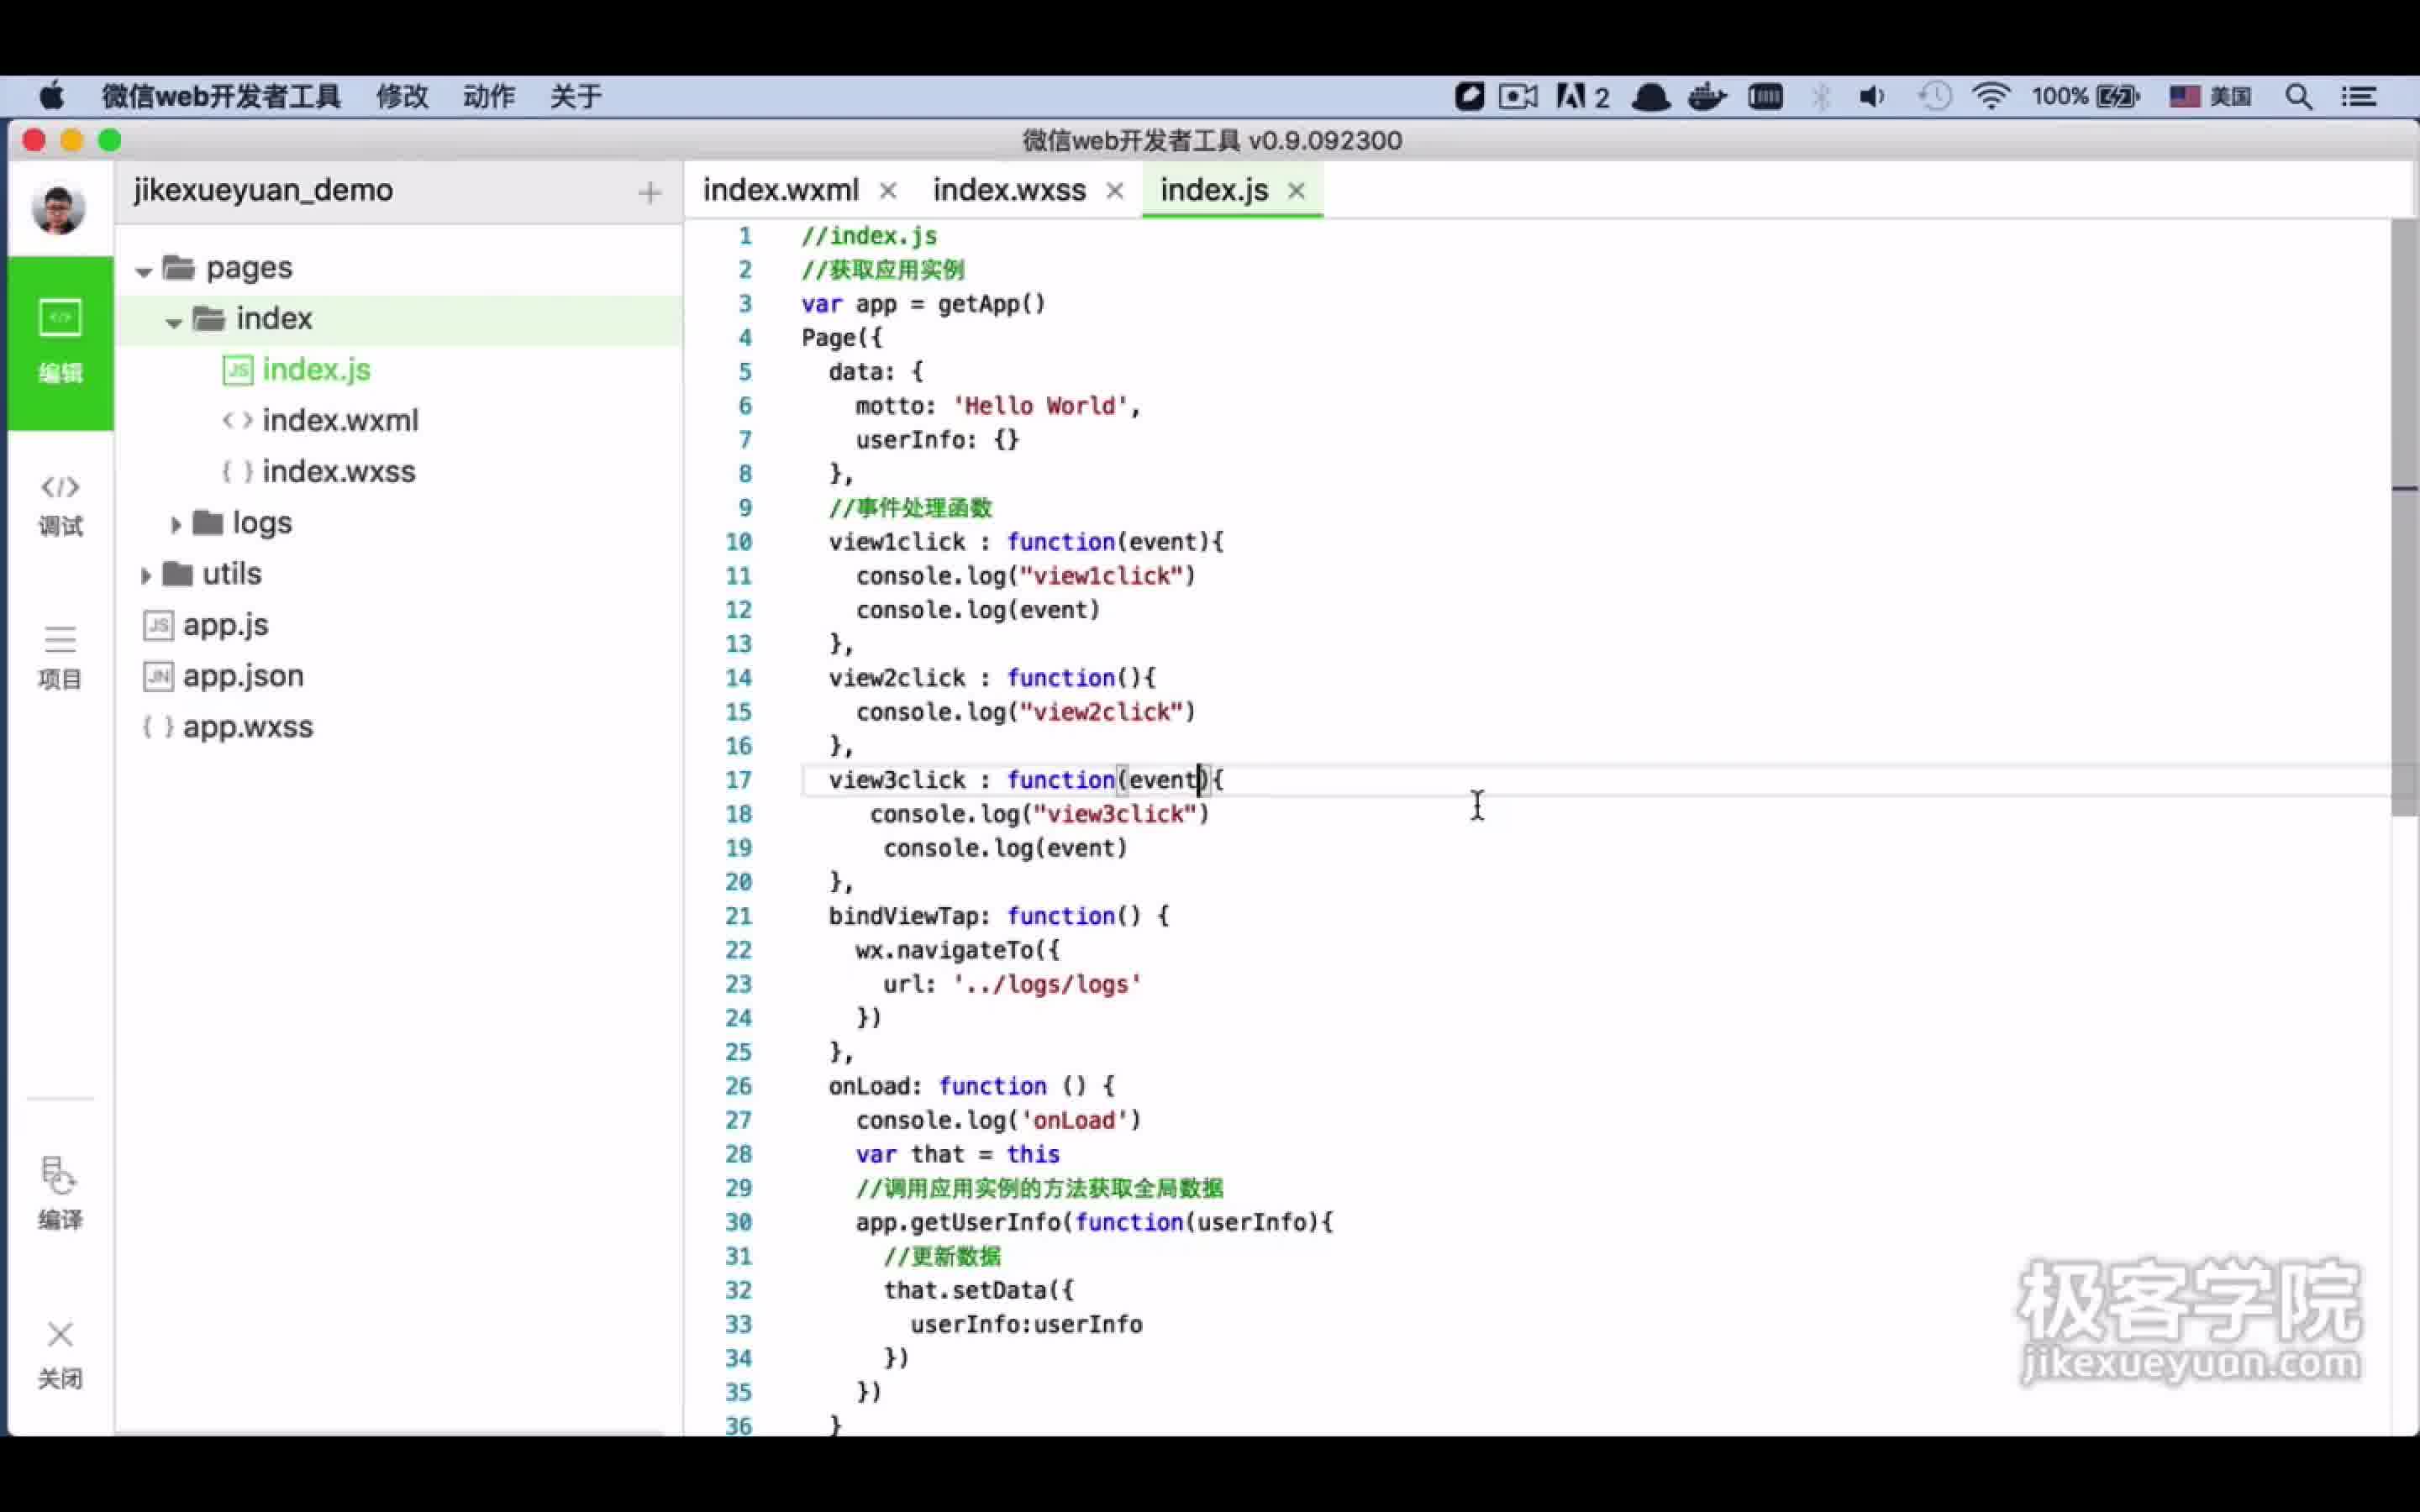 微信web开发者工具 修改 动作 关于 2 100% 美国
微信web开发者工具 v0.9.092300
jikexueyuan_demo +
index.wxml × index.wxss × index.js ×
编辑
调试
项目
编译
关闭
pages
index
JS index.js
<> index.wxml
{ } index.wxss
logs
utils
JS app.js
JN app.json
{ } app.wxss
1 //index.js
2 //获取应用实例
3 var app = getApp()
4 Page({
5 data: {
6 motto: 'Hello World',
7 userInfo: {}
8 },
9 //事件处理函数
10 view1click : function(event){
11 console.log("view1click")
12 console.log(event)
13 },
14 view2click : function(){
15 console.log("view2click")
16 },
17 view3click : function(event){
18 console.log("view3click")
19 console.log(event)
20 },
21 bindViewTap: function() {
22 wx.navigateTo({
23 url: '../logs/logs'
24 })
25 },
26 onLoad: function () {
27 console.log('onLoad')
28 var that = this
29 //调用应用实例的方法获取全局数据
30 app.getUserInfo(function(userInfo){
31 //更新数据
32 that.setData({
33 userInfo:userInfo
34 })
35 })
36 }
极客学院
jikexueyuan.com